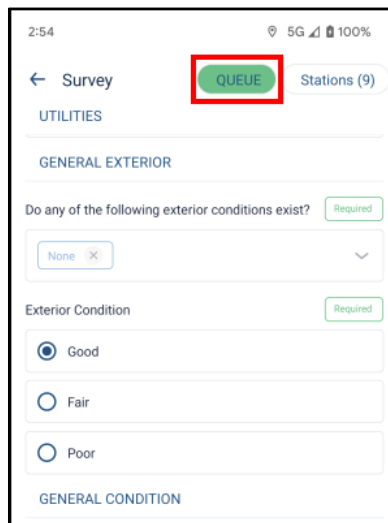 2:54 5G 100%
← Survey QUEUE Stations (9)
UTILITIES
GENERAL EXTERIOR
Do any of the following exterior conditions exist? Required
None ×
Exterior Condition Required
Good
Fair
Poor
GENERAL CONDITION